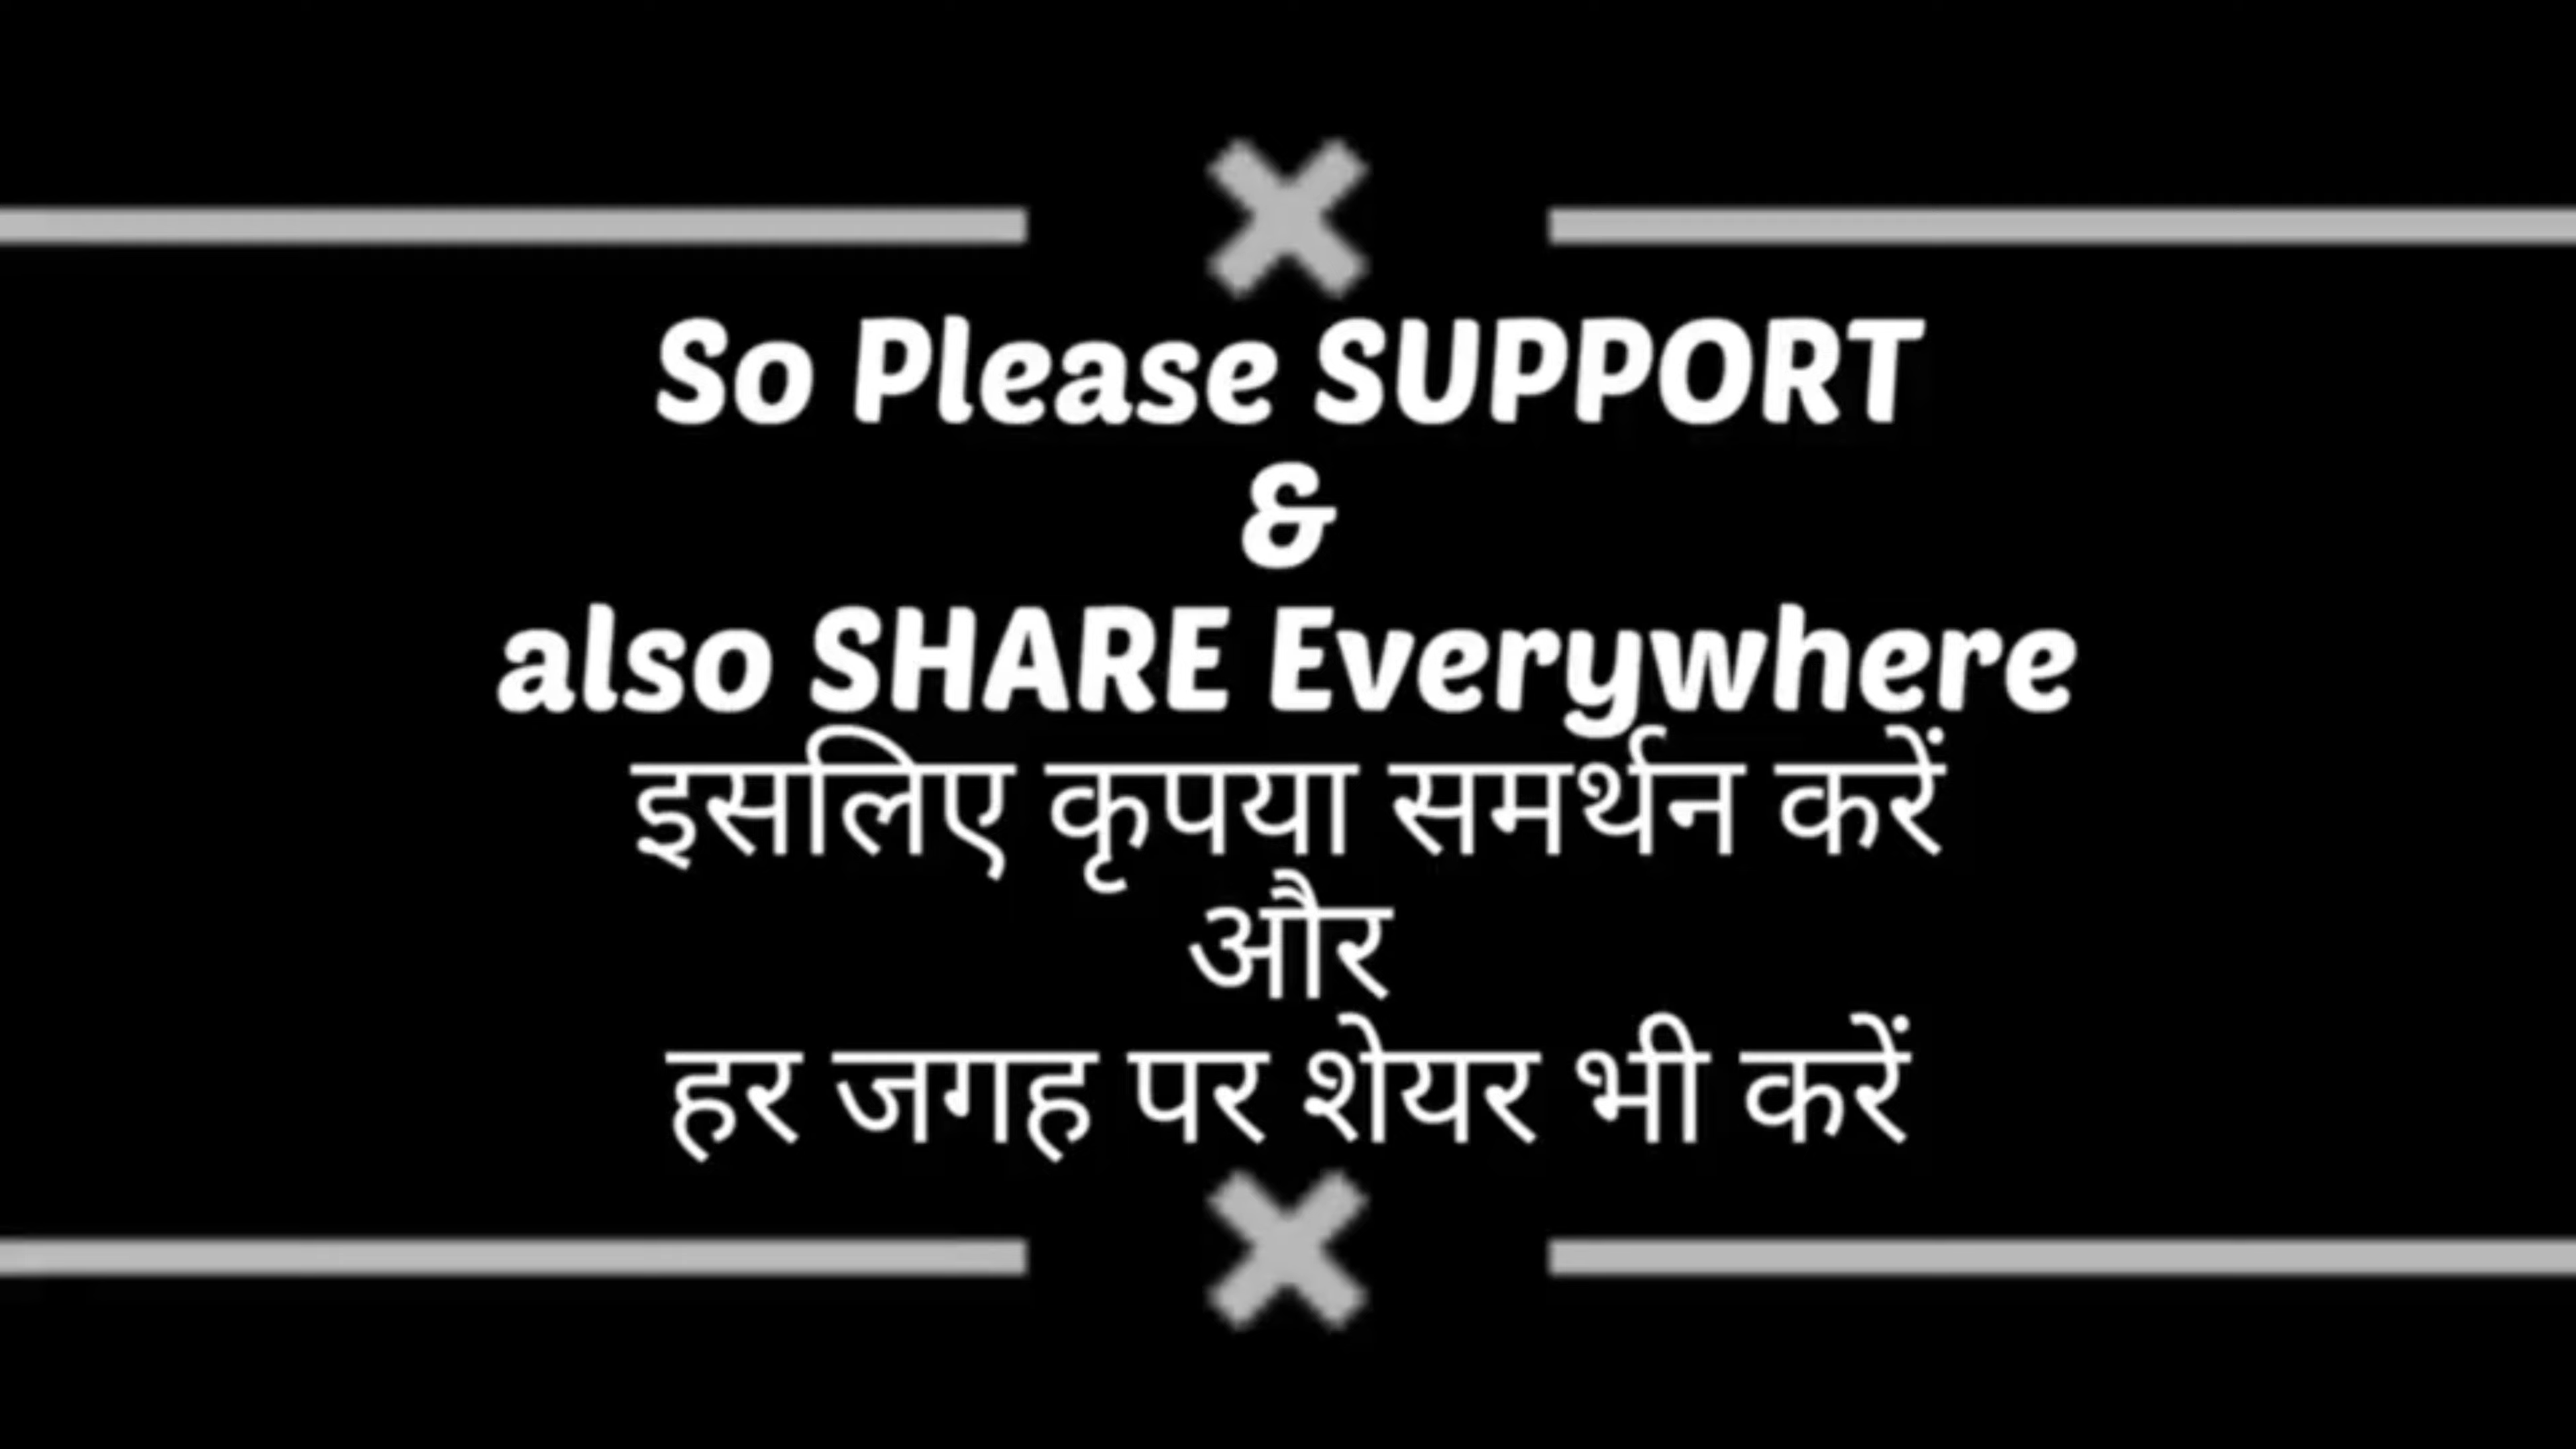 So Please SUPPORT
&
also SHARE Everywhere
इसलिए कृपया समर्थन करें
और
हर जगह पर शेयर भी करें